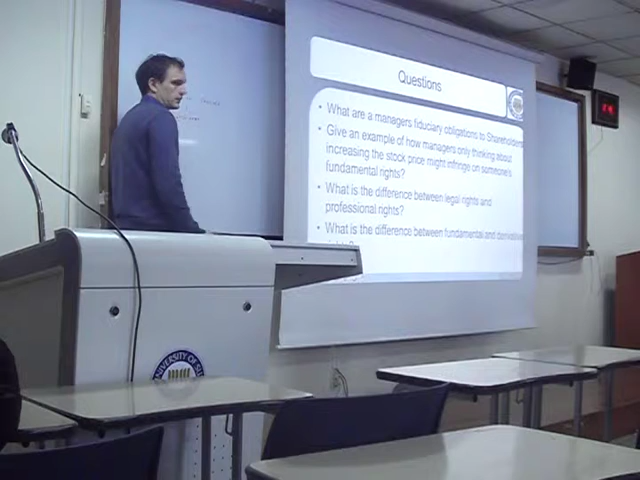 Questions
• What are a managers fiduciary obligations to Shareholders
• Give an example of how managers only thinking about
increasing the stock price might infringe on someone's
fundamental rights?
• What is the difference between legal rights and
professional rights?
• What is the difference between fundamental and
UNIVERSITY OF